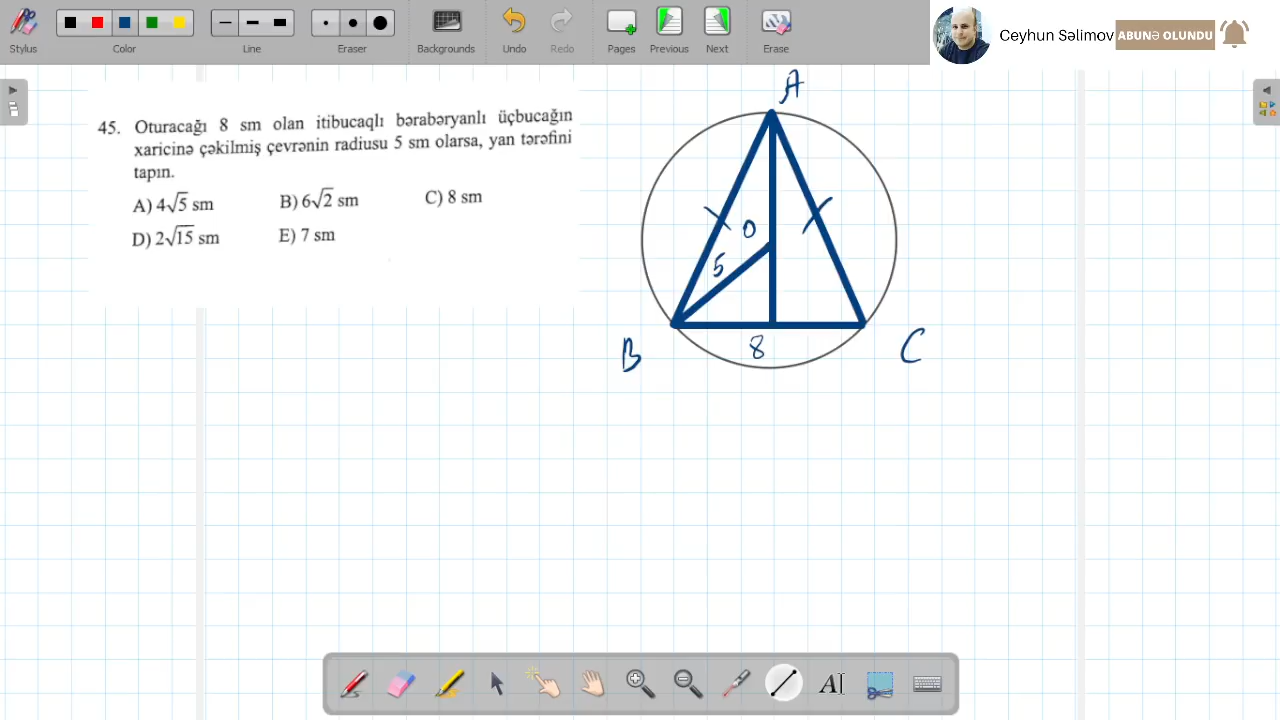 Stylus
Color
Line
Eraser
Backgrounds
Undo
Redo
Pages
Previous
Next
Erase
Ceyhun Səlimov
ABUNƏ OLUNDU
45. Oturacağı 8 sm olan itibucaqlı bərabəryanlı üçbucağın
xaricinə çəkilmiş çevrənin radiusu 5 sm olarsa, yan tərəfini
tapın.
A) 4√5 sm B) 6√2 sm C) 8 sm
D) 2√15 sm E) 7 sm
A
O
5
B
8
C
AI